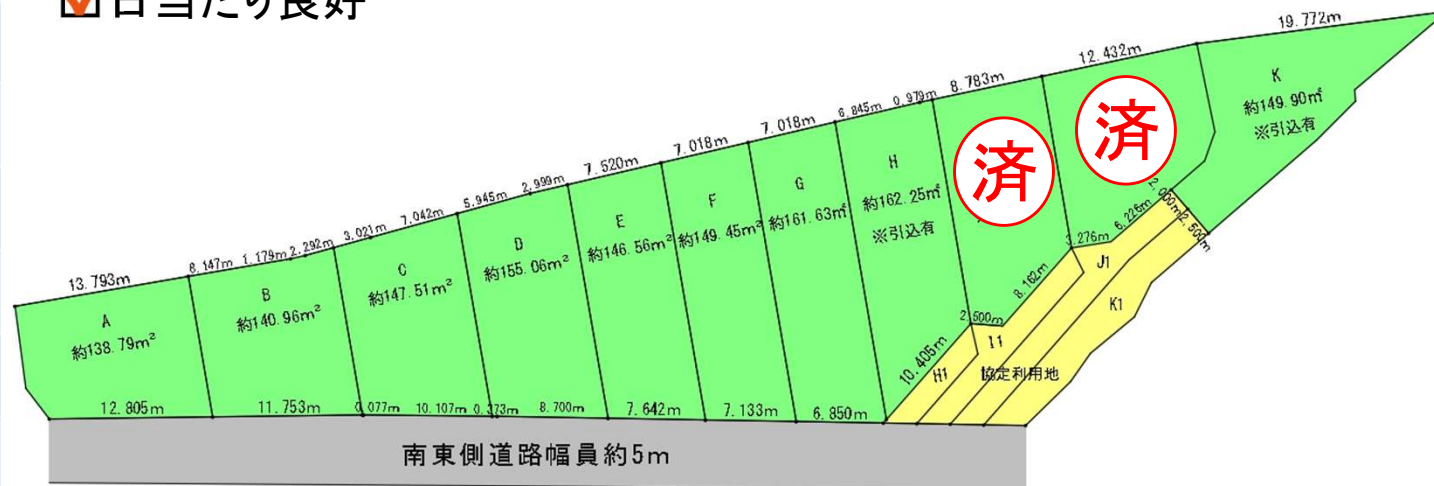 日当たり良好
13.793m
8.147m
1.179m
2.292m
3.021m
7.042m
5.945m
2.999m
7.520m
7.018m
7.018m
6.845m
0.979m
8.783m
12.432m
19.772m
A
約138.79m²
B
約140.96m²
C
約147.51m²
D
約155.06m²
E
約146.56m²
F
約149.45m²
G
約161.63㎡
H
約162.25㎡
※引込有
済
済
K
約149.90㎡
※引込有
2.000m
2.500m
6.226m
3.276m
8.162m
2.500m
10.405m
J1
K1
I1
H1
協定利用地
12.805m
11.753m
0.077m
10.107m
0.373m
8.700m
7.642m
7.133m
6.850m
南東側道路幅員約5m